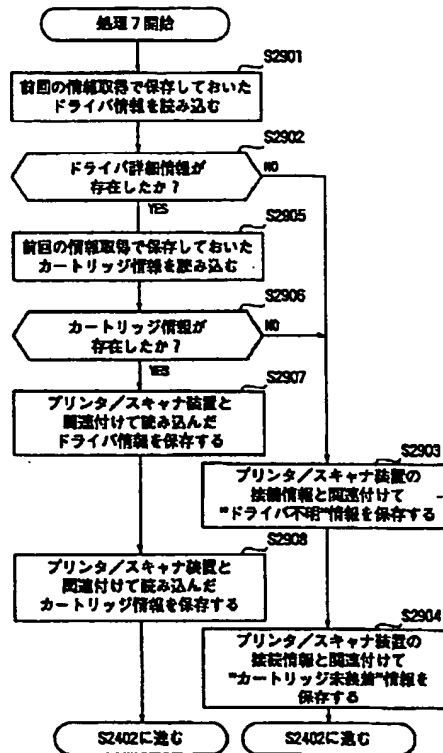 処理7開始
S2901
前回の情報取得で保存しておいた
ドライバ情報を読み込む
S2902
ドライバ詳細情報が
存在したか?
NO
YES
S2905
前回の情報取得で保存しておいた
カートリッジ情報を読み込む
S2906
カートリッジ情報が
存在したか?
NO
YES
S2907
プリンタ/スキャナ装置と
関連付けて読み込んだ
ドライバ情報を保存する
S2903
プリンタ/スキャナ装置の
接続情報と関連付けて
"ドライバ不明"情報を保存する
S2908
プリンタ/スキャナ装置と
関連付けて読み込んだ
カートリッジ情報を保存する
S2904
プリンタ/スキャナ装置の
接続情報と関連付けて
"カートリッジ未装着"情報を
保存する
S2402に進む
S2402に進む